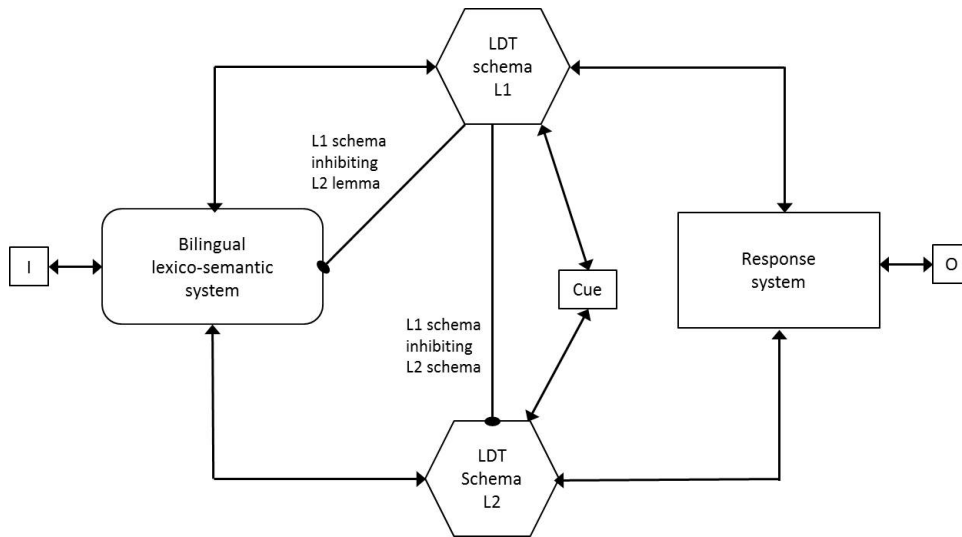 LDT
schema
L1
L1 schema
inhibiting
L2 lemma
I
Bilingual
lexico-semantic
system
Cue
Response
system
O
L1 schema
inhibiting
L2 schema
LDT
Schema
L2